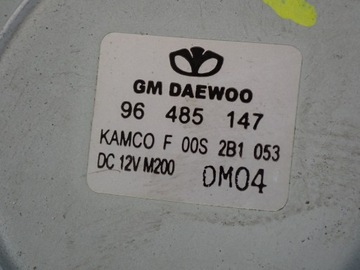 GM DAEWOO
96 485 147
KAMCO F 00S 2B1 053
DC 12V M200 DM04